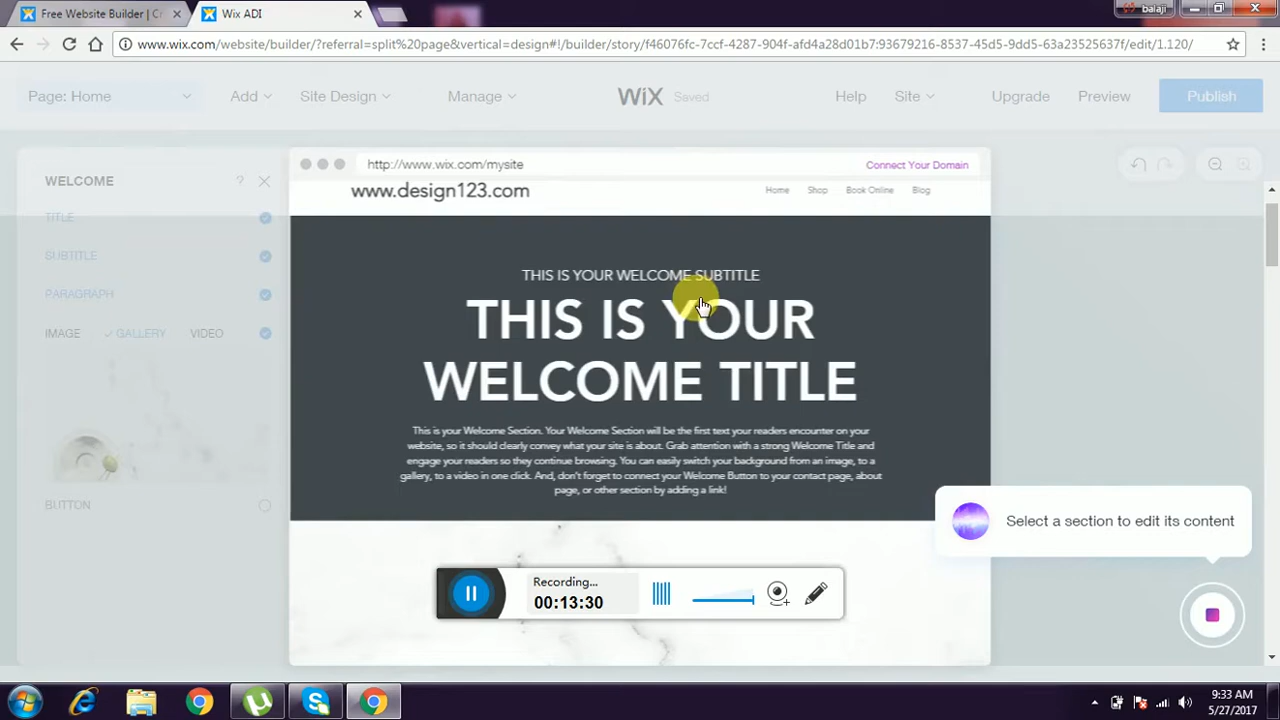 Free Website Builder | Cr
Wix ADI
balaji
www.wix.com/website/builder/?referral=split%20page&vertical=design#!/builder/story/f46076fc-7ccf-4287-904f-afd4a28d01b7:93679216-8537-45d5-9dd5-63a23525637f/edit/1.120/
Page: Home
Add
Site Design
Manage
WiX
Saved
Help
Site
Upgrade
Preview
Publish
WELCOME
?
TITLE
SUBTITLE
PARAGRAPH
IMAGE
GALLERY
VIDEO
BUTTON
http://www.wix.com/mysite
Connect Your Domain
www.design123.com
Home
Shop
Book Online
Blog
THIS IS YOUR WELCOME SUBTITLE
THIS IS YOUR
WELCOME TITLE
This is your Welcome Section. Your Welcome Section will be the first text your readers encounter on your
website, so it should clearly convey what your site is about. Grab attention with a strong Welcome Title and
engage your readers so they continue browsing. You can easily switch your background from an image, to a
gallery, to a video in one click. And, don't forget to connect your Welcome Button to your contact page, about
page, or other section by adding a link!
Select a section to edit its content
Recording...
00:13:30
9:33 AM
5/27/2017